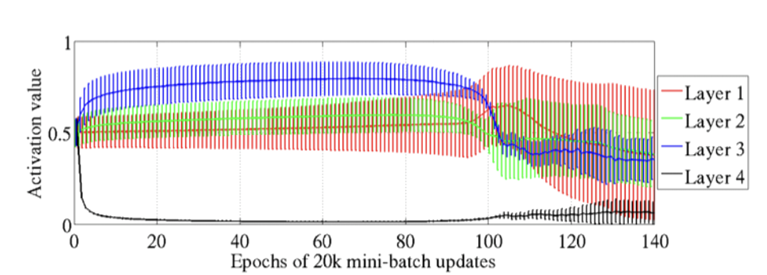 1
0.5
0
Activation value
0
20
40
60
80
100
120
140
Epochs of 20k mini-batch updates
Layer 1
Layer 2
Layer 3
Layer 4